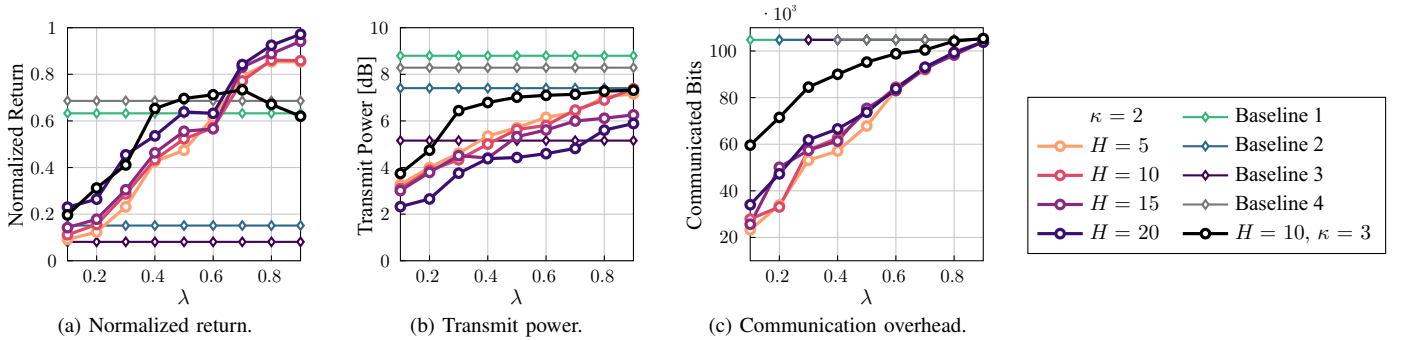 Normalized Return
1
0.8
0.6
0.4
0.2
0
0.2 0.4 0.6 0.8
λ
(a) Normalized return.
Transmit Power [dB]
10
8
6
4
2
0
0.2 0.4 0.6 0.8
λ
(b) Transmit power.
· 10³
Communicated Bits
100
80
60
40
20
0.2 0.4 0.6 0.8
λ
(c) Communication overhead.
κ = 2 Baseline 1
H = 5 Baseline 2
H = 10 Baseline 3
H = 15 Baseline 4
H = 20 H = 10, κ = 3